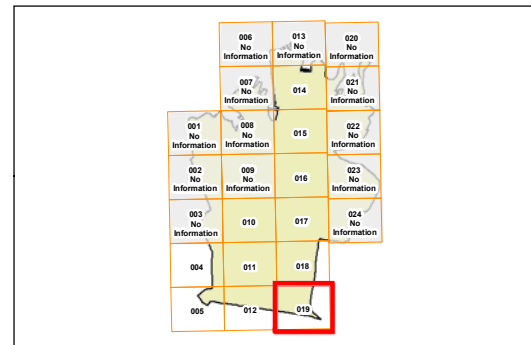 006
No
Information
013
No
Information
020
No
Information
007
No
Information
014
021
No
Information
001
No
Information
008
No
Information
015
022
No
Information
002
No
Information
009
No
Information
016
023
No
Information
003
No
Information
010
017
024
No
Information
004
011
018
005
012
019